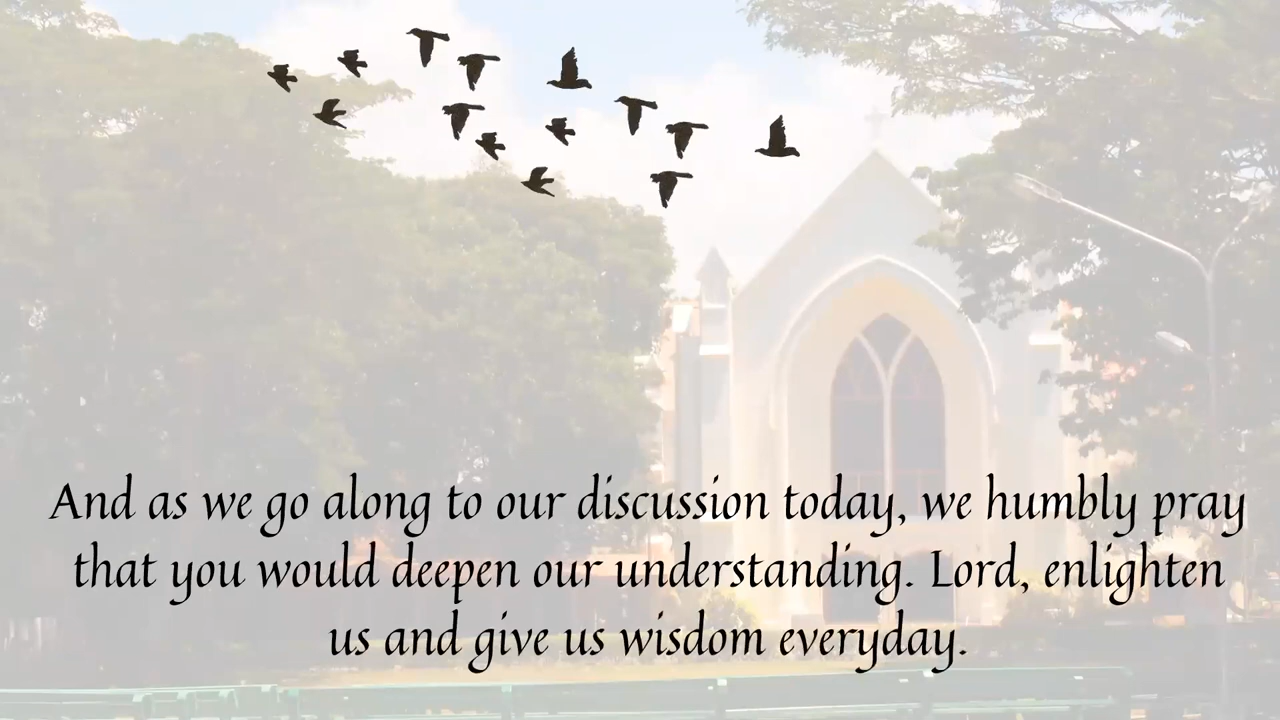 And as we go along to our discussion today, we humbly pray
that you would deepen our understanding. Lord, enlighten
us and give us wisdom everyday.